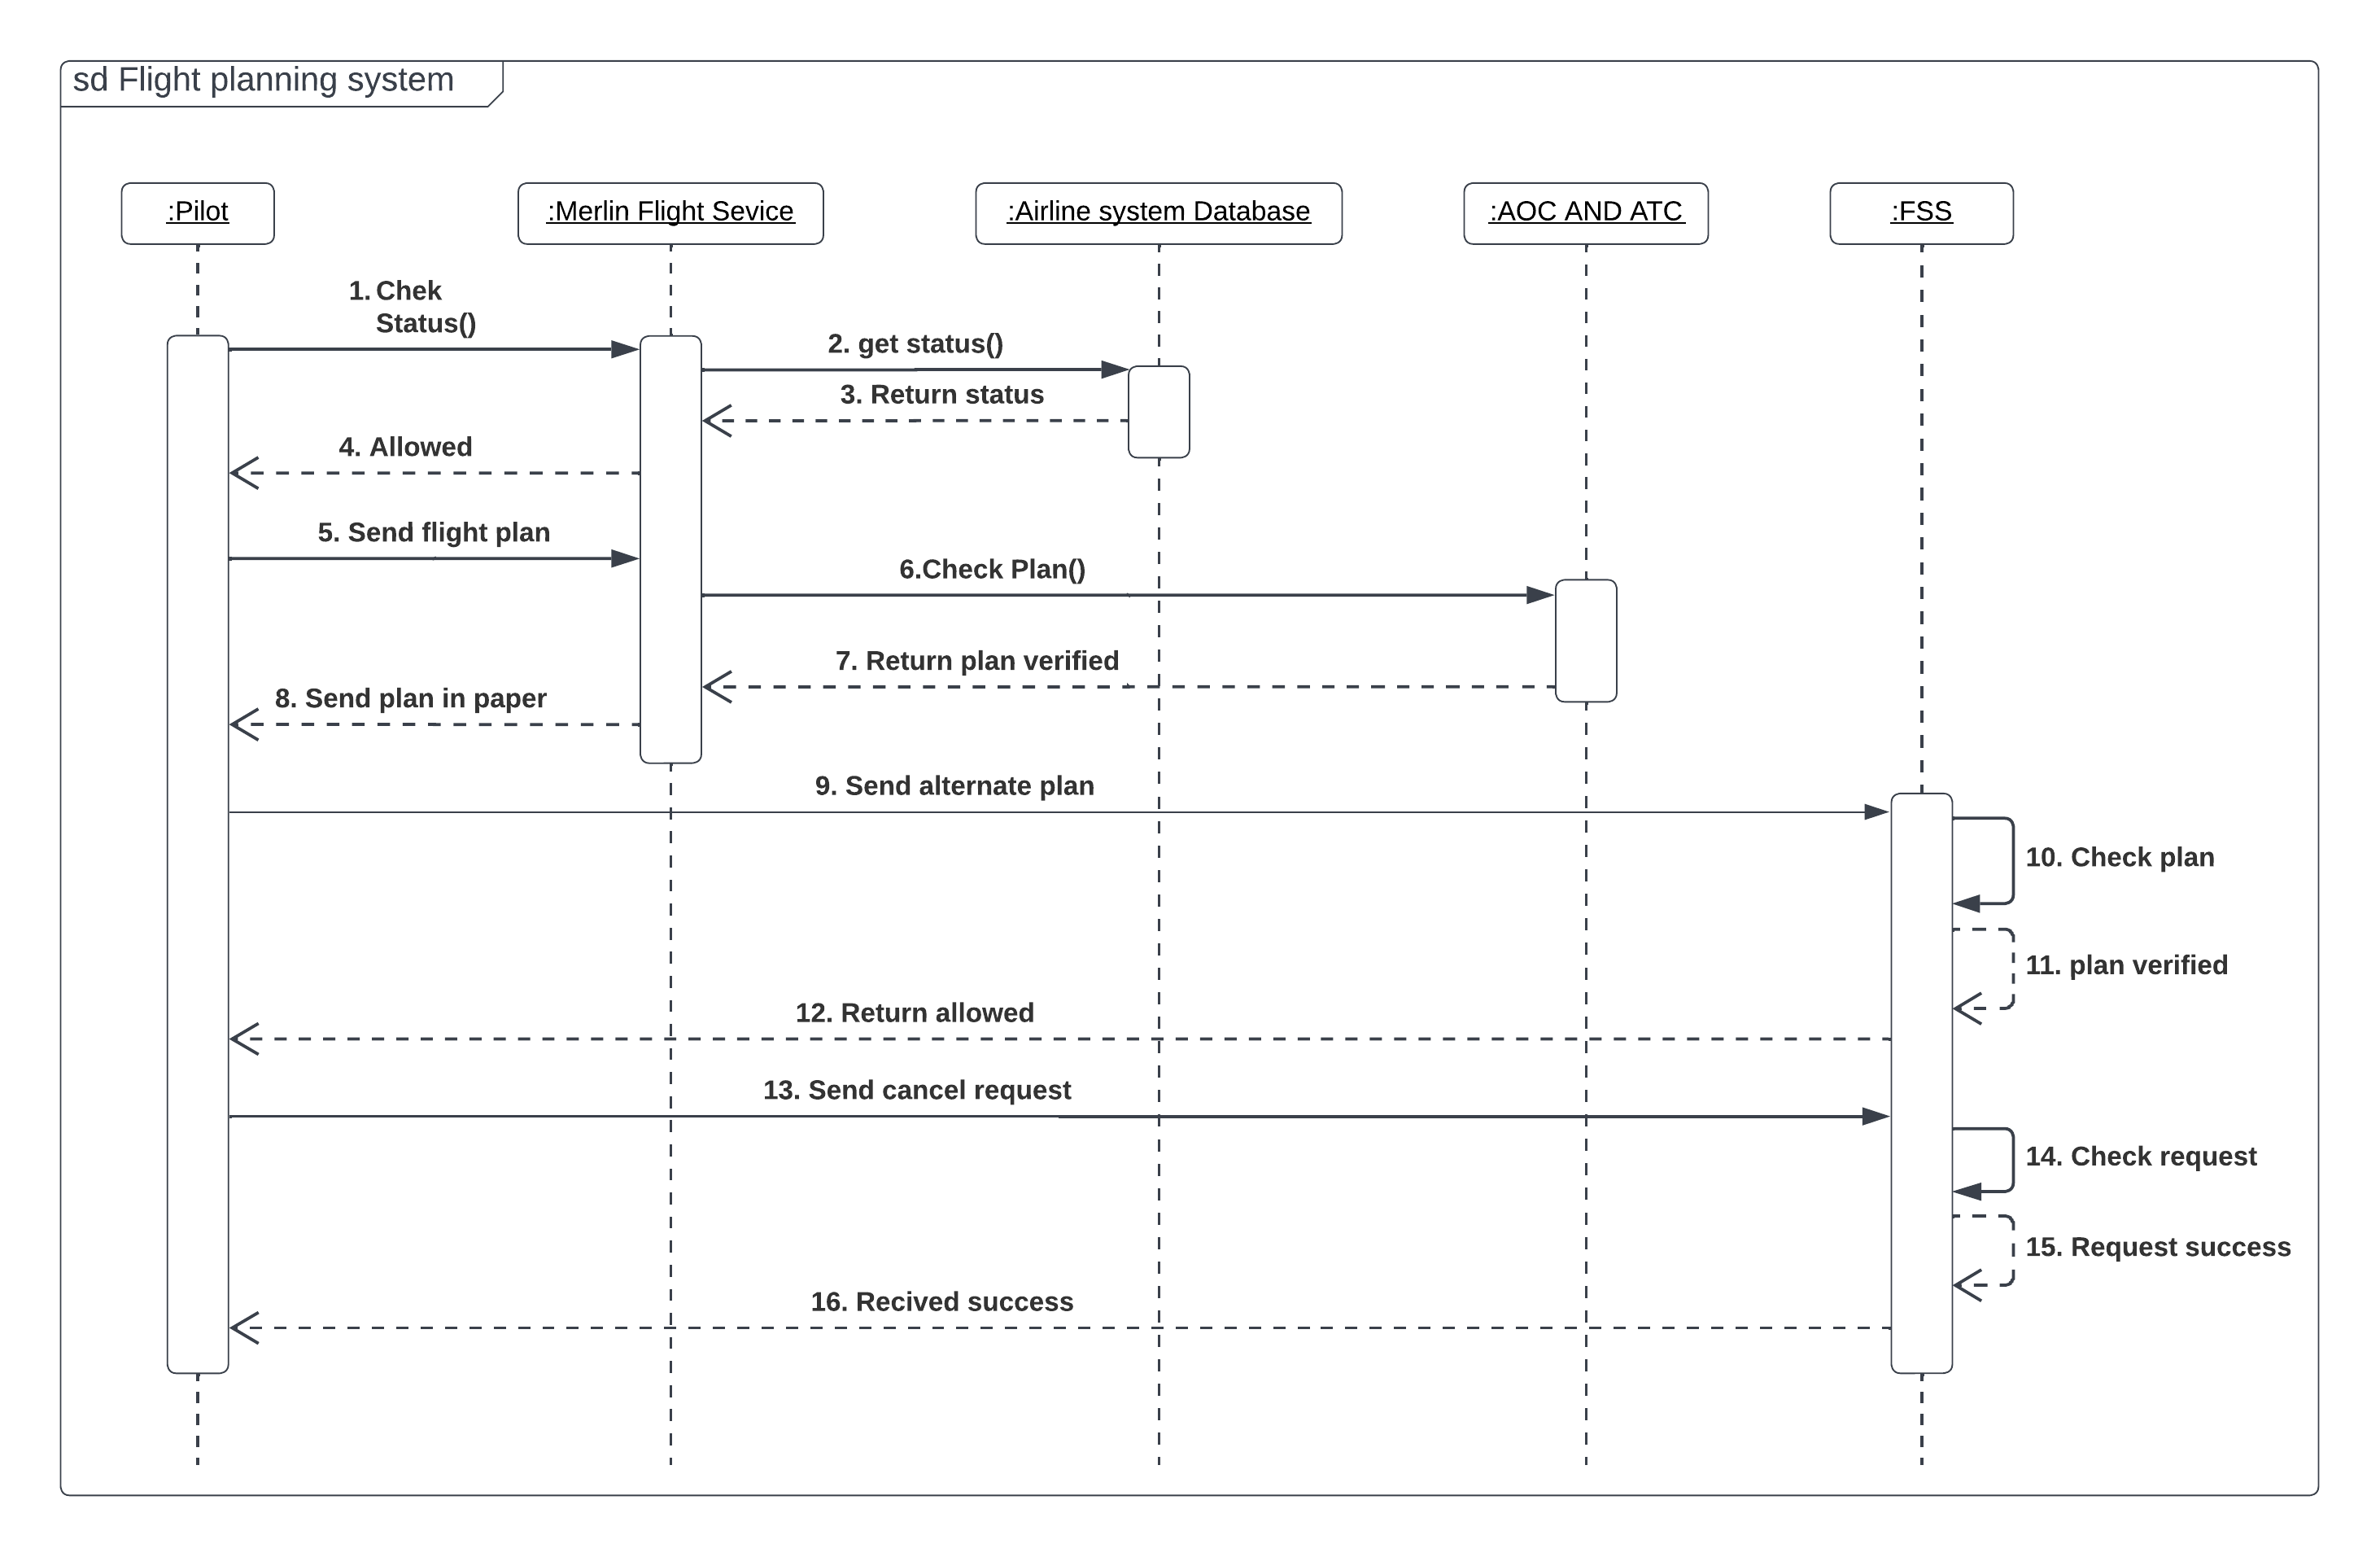 sd Flight planning system
:Pilot
:Merlin Flight Sevice
:Airline system Database
:AOC AND ATC
:FSS
1. Chek
Status()
2. get status()
3. Return status
4. Allowed
5. Send flight plan
6.Check Plan()
7. Return plan verified
8. Send plan in paper
9. Send alternate plan
10. Check plan
11. plan verified
12. Return allowed
13. Send cancel request
14. Check request
15. Request success
16. Recived success